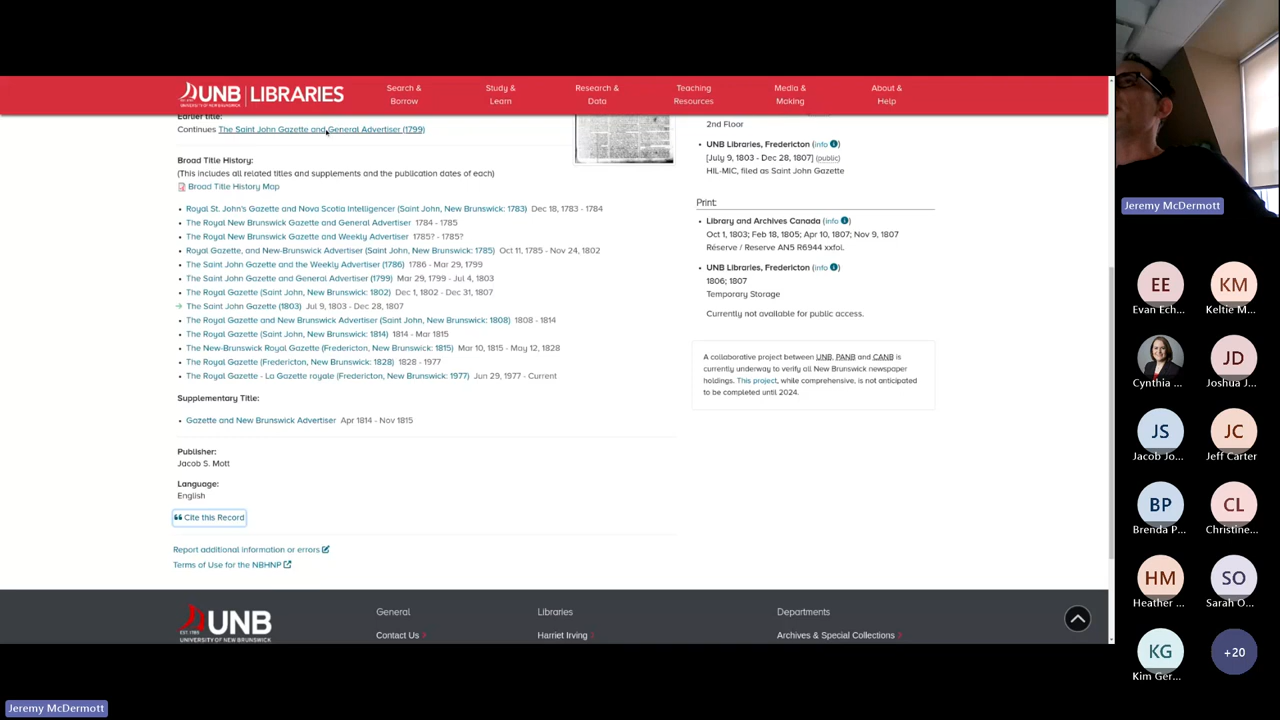 UNB LIBRARIES
UNIVERSITY OF NEW BRUNSWICK
Search &
Borrow
Study &
Learn
Research &
Data
Teaching
Resources
Media &
Making
About &
Help
Earlier title:
Continues The Saint John Gazette and General Advertiser (1799)
Broad Title History:
(This includes all related titles and supplements and the publication dates of each)
Broad Title History Map
Royal St. John's Gazette and Nova Scotia Intelligencer (Saint John, New Brunswick: 1783) Dec 18, 1783 - 1784
The Royal New Brunswick Gazette and General Advertiser 1784 - 1785
The Royal New Brunswick Gazette and Weekly Advertiser 1785? - 1785?
Royal Gazette, and New-Brunswick Advertiser (Saint John, New Brunswick: 1785) Oct 11, 1785 - Nov 24, 1802
The Saint John Gazette and the Weekly Advertiser (1786) 1786 - Mar 29, 1799
The Saint John Gazette and General Advertiser (1799) Mar 29, 1799 - Jul 4, 1803
The Royal Gazette (Saint John, New Brunswick: 1802) Dec 1, 1802 - Dec 31, 1807
The Saint John Gazette (1803) Jul 9, 1803 - Dec 28, 1807
The Royal Gazette and New Brunswick Advertiser (Saint John, New Brunswick: 1808) 1808 - 1814
The Royal Gazette (Saint John, New Brunswick: 1814) 1814 - Mar 1815
The New-Brunswick Royal Gazette (Fredericton, New Brunswick: 1815) Mar 10, 1815 - May 12, 1828
The Royal Gazette (Fredericton, New Brunswick: 1828) 1828 - 1977
The Royal Gazette - La Gazette royale (Fredericton, New Brunswick: 1977) Jun 29, 1977 - Current
Supplementary Title:
Gazette and New Brunswick Advertiser Apr 1814 - Nov 1815
Publisher:
Jacob S. Mott
Language:
English
Cite this Record
Report additional information or errors
Terms of Use for the NBHNP
2nd Floor
UNB Libraries, Fredericton (info)
[July 9, 1803 - Dec 28, 1807] (public)
HIL-MIC, filed as Saint John Gazette
Print:
Library and Archives Canada (info)
Oct 1, 1803; Feb 18, 1805; Apr 10, 1807; Nov 9, 1807
Réserve / Reserve AN5 R6944 xxfol.
UNB Libraries, Fredericton (info)
1806; 1807
Temporary Storage
Currently not available for public access.
A collaborative project between UNB, PANB and CANB is
currently underway to verify all New Brunswick newspaper
holdings. This project, while comprehensive, is not anticipated
to be completed until 2024.
EST. 1785 UNB
UNIVERSITY OF NEW BRUNSWICK
General
Contact Us
Libraries
Harriet Irving
Departments
Archives & Special Collections
Jeremy McDermott
Jeremy McDermott
EE
Evan Ech...
KM
Keltie M...
Cynthia ...
JD
Joshua J...
JS
Jacob Jo...
JC
Jeff Carter
BP
Brenda P...
CL
Christine...
HM
Heather ...
SO
Sarah O...
KG
Kim Ger...
+20